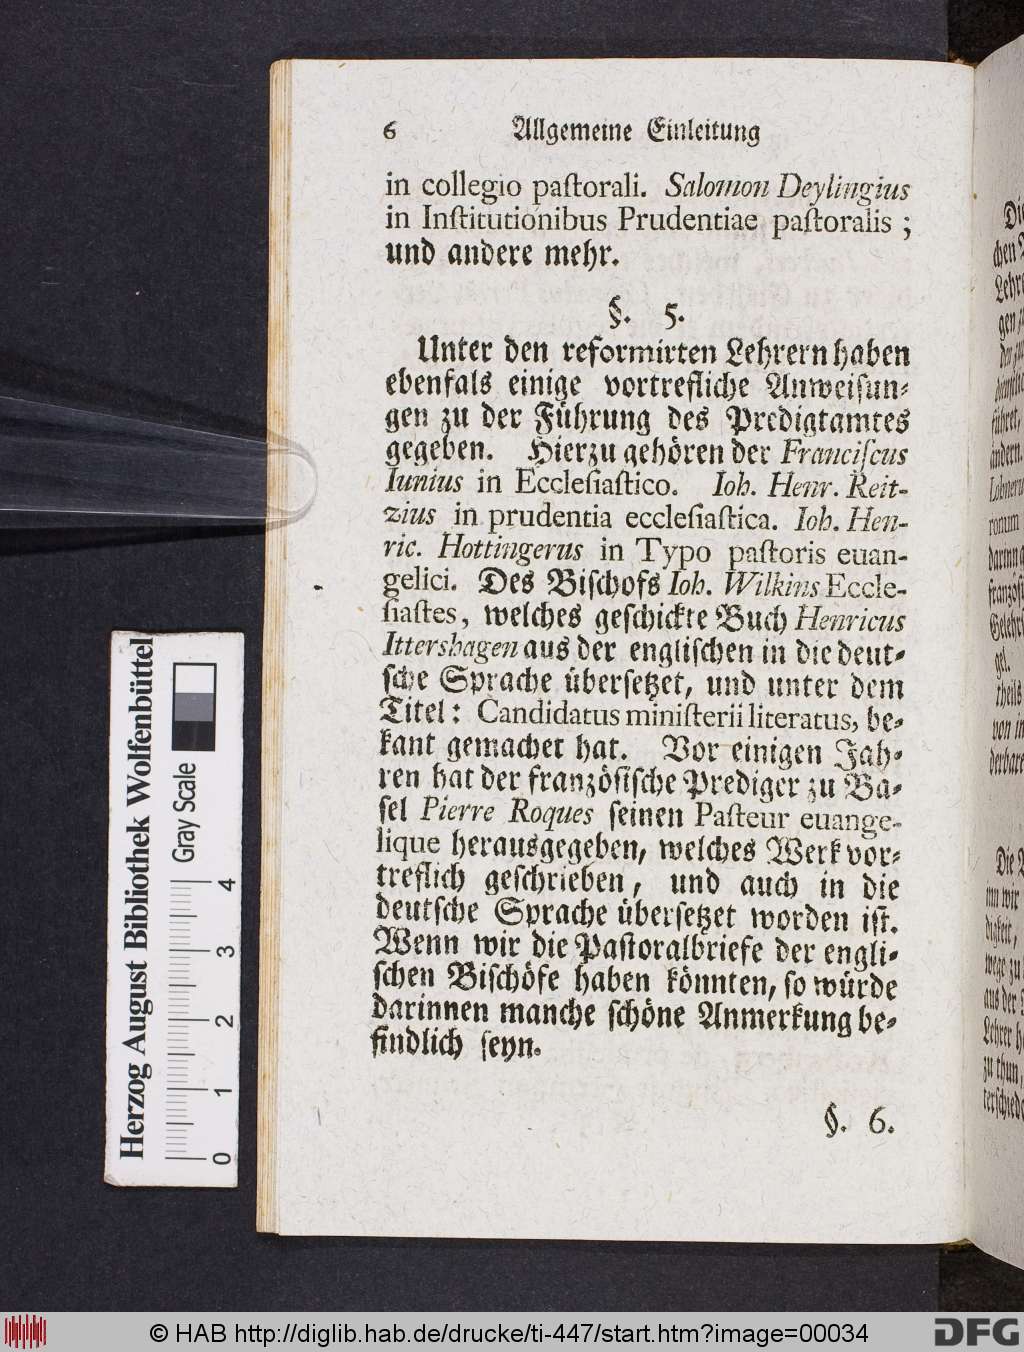 6 Allgemeine Einleitung
in collegio paſtorali. Salomon Deylingius
in Inſtitutionibus Prudentiae paſtoralis ;
und andere mehr.
§. 5.
Unter den reformirten Lehrern haben
ebenfals einige vortrefliche Anweiſun⸗
gen zu der Führung des Predigtamtes
gegeben. Hierzu gehören der Franciſcus
Iunius in Eccleſiaſtico. Ioh. Henr. Reit-
zius in prudentia eccleſiaſtica. Ioh. Hen-
ric. Hottingerus in Typo paſtoris euan-
gelici. Des Biſchofs Ioh. Wilkins Eccle-
ſiaſtes, welches geſchickte Buch Henricus
Ittershagen aus der engliſchen in die deut⸗
ſche Sprache überſetzet, und unter dem
Titel: Candidatus miniſterii literatus, be⸗
kant gemachet hat. Vor einigen Jah⸗
ren hat der franzöſiſche Prediger zu Ba⸗
ſel Pierre Roques ſeinen Paſteur euange-
lique herausgegeben, welches Werk vor⸗
treflich geſchrieben, und auch in die
deutſche Sprache überſetzet worden iſt.
Wenn wir die Paſtoralbriefe der engli⸗
ſchen Biſchöfe haben könnten, ſo würde
darinnen manche ſchöne Anmerkung be⸗
findlich ſeyn.
§. 6.
Herzog August Bibliothek Wolfenbüttel
Gray Scale
0 1 2 3 4
© HAB http://diglib.hab.de/drucke/ti-447/start.htm?image=00034
DFG